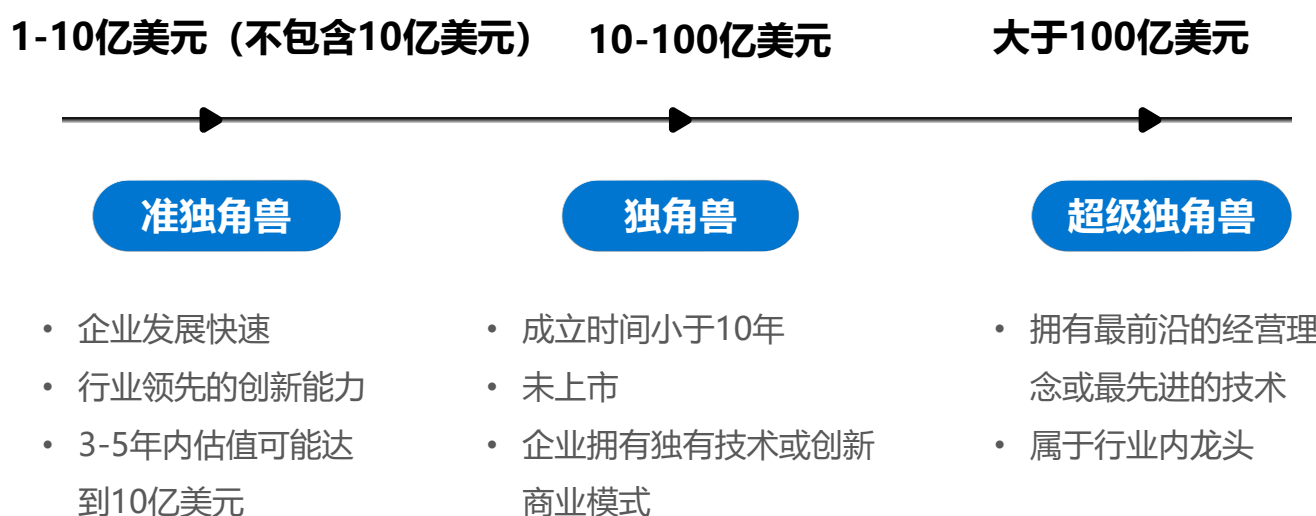 1-10亿美元（不包含10亿美元）
10-100亿美元
大于100亿美元
准独角兽
独角兽
超级独角兽
• 企业发展快速
• 行业领先的创新能力
• 3-5年内估值可能达
到10亿美元
• 成立时间小于10年
• 未上市
• 企业拥有独有技术或创新
商业模式
• 拥有最前沿的经营理
念或最先进的技术
• 属于行业内龙头